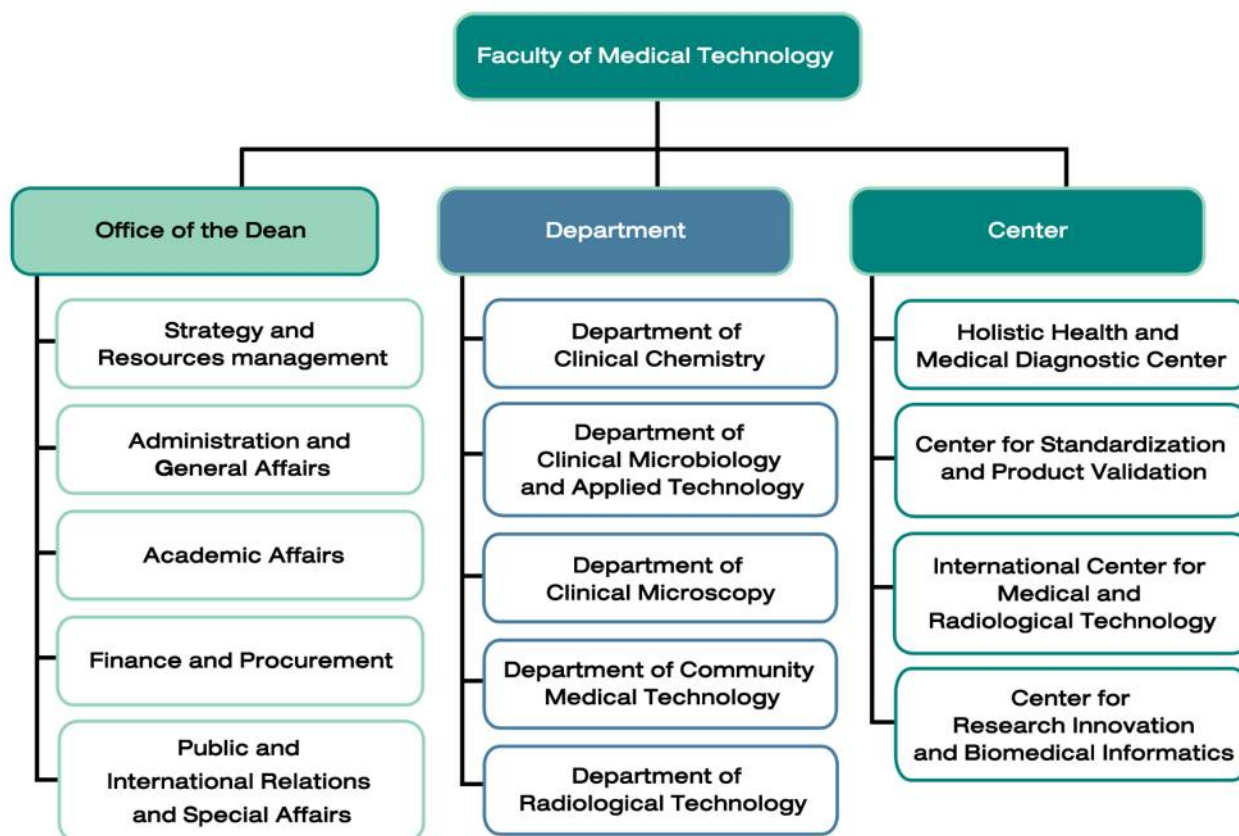 Faculty of Medical Technology
Office of the Dean
Strategy and
Resources management
Administration and
General Affairs
Academic Affairs
Finance and Procurement
Public and
International Relations
and Special Affairs
Department
Department of
Clinical Chemistry
Department of
Clinical Microbiology
and Applied Technology
Department of
Clinical Microscopy
Department of Community
Medical Technology
Department of
Radiological Technology
Center
Holistic Health and
Medical Diagnostic Center
Center for Standardization
and Product Validation
International Center for
Medical and
Radiological Technology
Center for
Research Innovation
and Biomedical Informatics